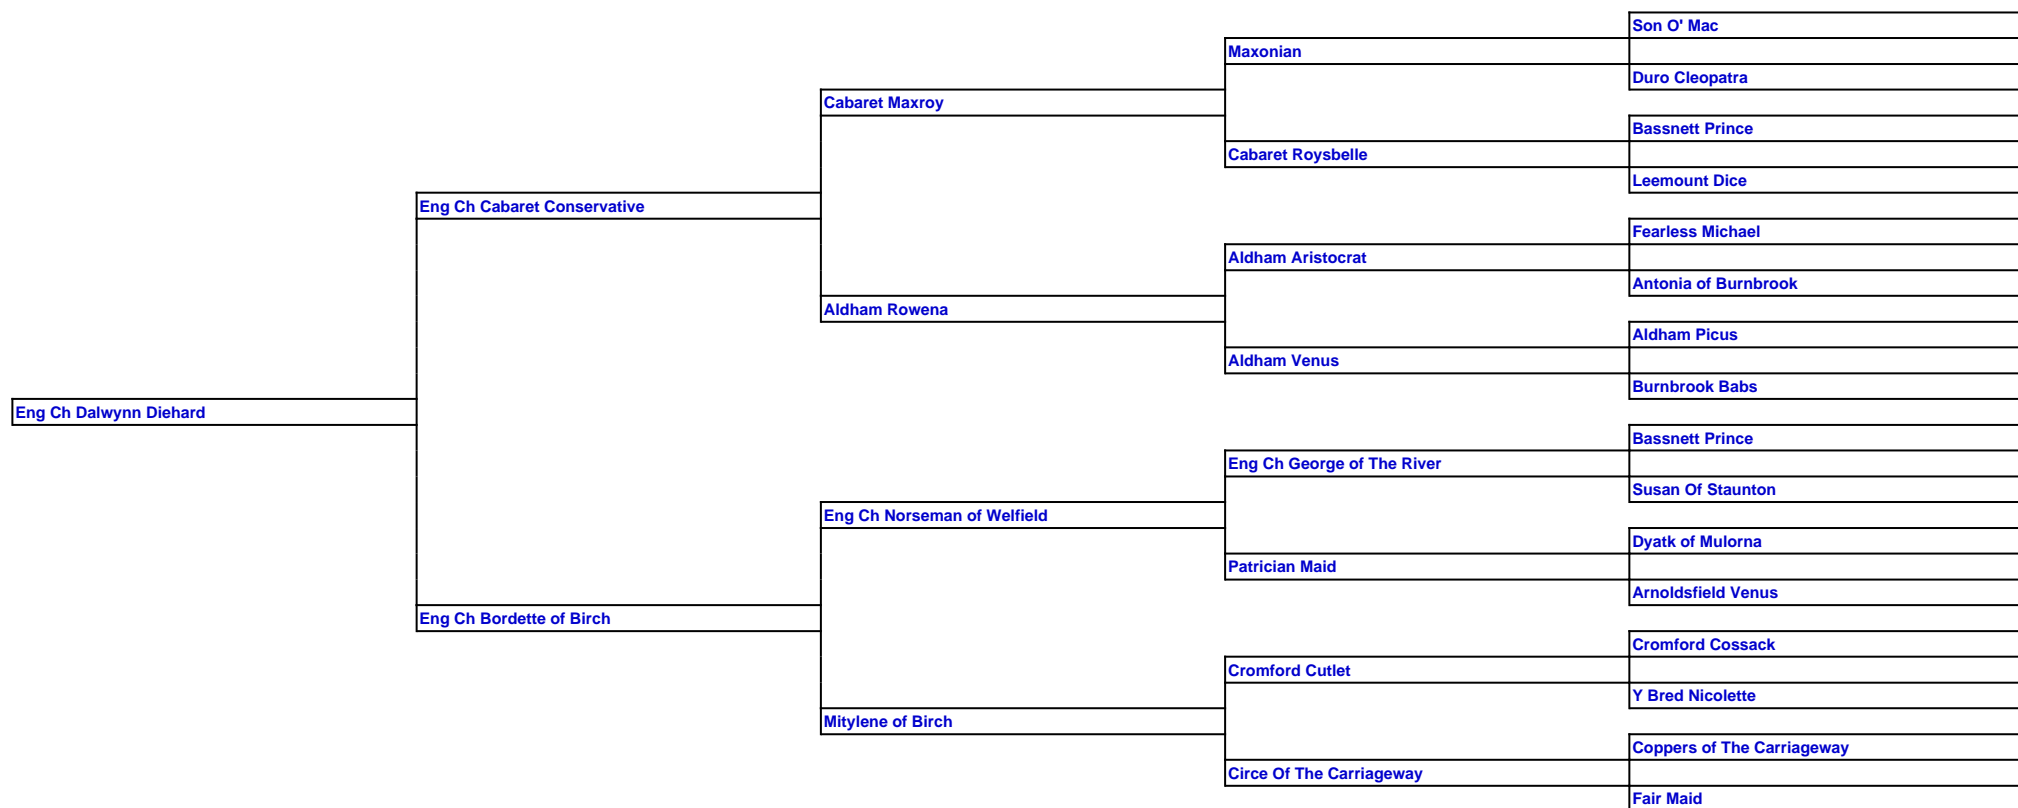 Son O' Mac
Maxonian
Duro Cleopatra
Cabaret Maxroy
Bassnett Prince
Cabaret Roysbelle
Leemount Dice
Eng Ch Cabaret Conservative
Fearless Michael
Aldham Aristocrat
Antonia of Burnbrook
Aldham Rowena
Aldham Picus
Aldham Venus
Burnbrook Babs
Eng Ch Dalwynn Diehard
Bassnett Prince
Eng Ch George of The River
Susan Of Staunton
Eng Ch Norseman of Welfield
Dyatk of Mulorna
Patrician Maid
Arnoldsfield Venus
Eng Ch Bordette of Birch
Cromford Cossack
Cromford Cutlet
Y Bred Nicolette
Mitylene of Birch
Coppers of The Carriageway
Circe Of The Carriageway
Fair Maid